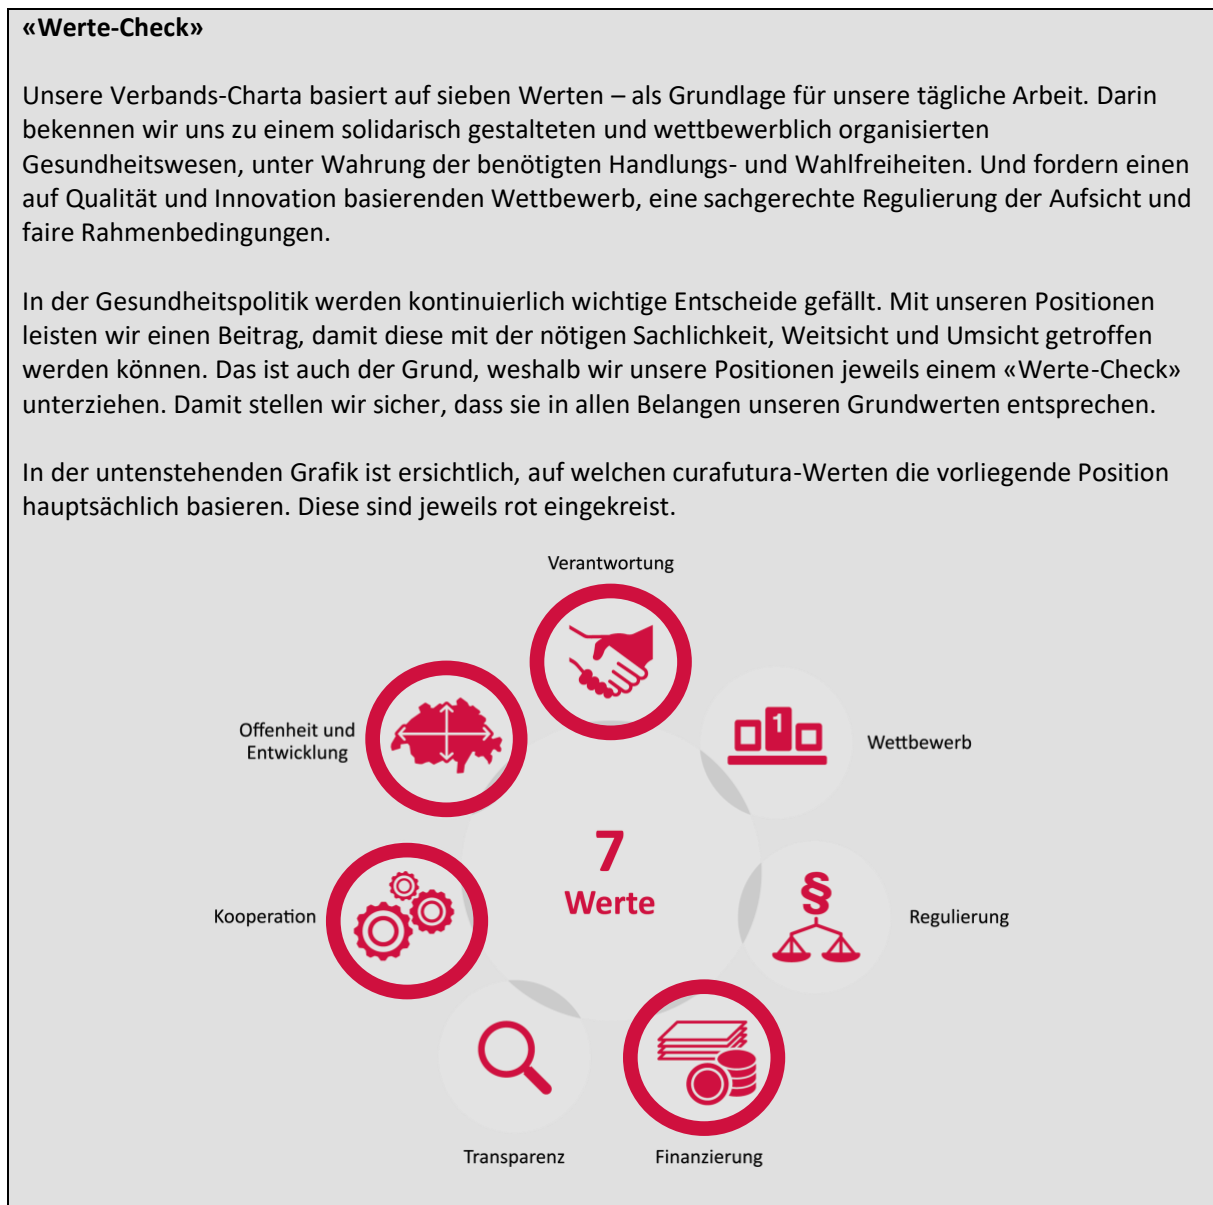 «Werte-Check»
Unsere Verbands-Charta basiert auf sieben Werten – als Grundlage für unsere tägliche Arbeit. Darin
bekennen wir uns zu einem solidarisch gestalteten und wettbewerblich organisierten
Gesundheitswesen, unter Wahrung der benötigten Handlungs- und Wahlfreiheiten. Und fordern einen
auf Qualität und Innovation basierenden Wettbewerb, eine sachgerechte Regulierung der Aufsicht und
faire Rahmenbedingungen.
In der Gesundheitspolitik werden kontinuierlich wichtige Entscheide gefällt. Mit unseren Positionen
leisten wir einen Beitrag, damit diese mit der nötigen Sachlichkeit, Weitsicht und Umsicht getroffen
werden können. Das ist auch der Grund, weshalb wir unsere Positionen jeweils einem «Werte-Check»
unterziehen. Damit stellen wir sicher, dass sie in allen Belangen unseren Grundwerten entsprechen.
In der untenstehenden Grafik ist ersichtlich, auf welchen curafutura-Werten die vorliegende Position
hauptsächlich basieren. Diese sind jeweils rot eingekreist.
Verantwortung
Offenheit und
Entwicklung
1
Wettbewerb
7
Werte
Kooperation
§
Regulierung
Transparenz
Finanzierung